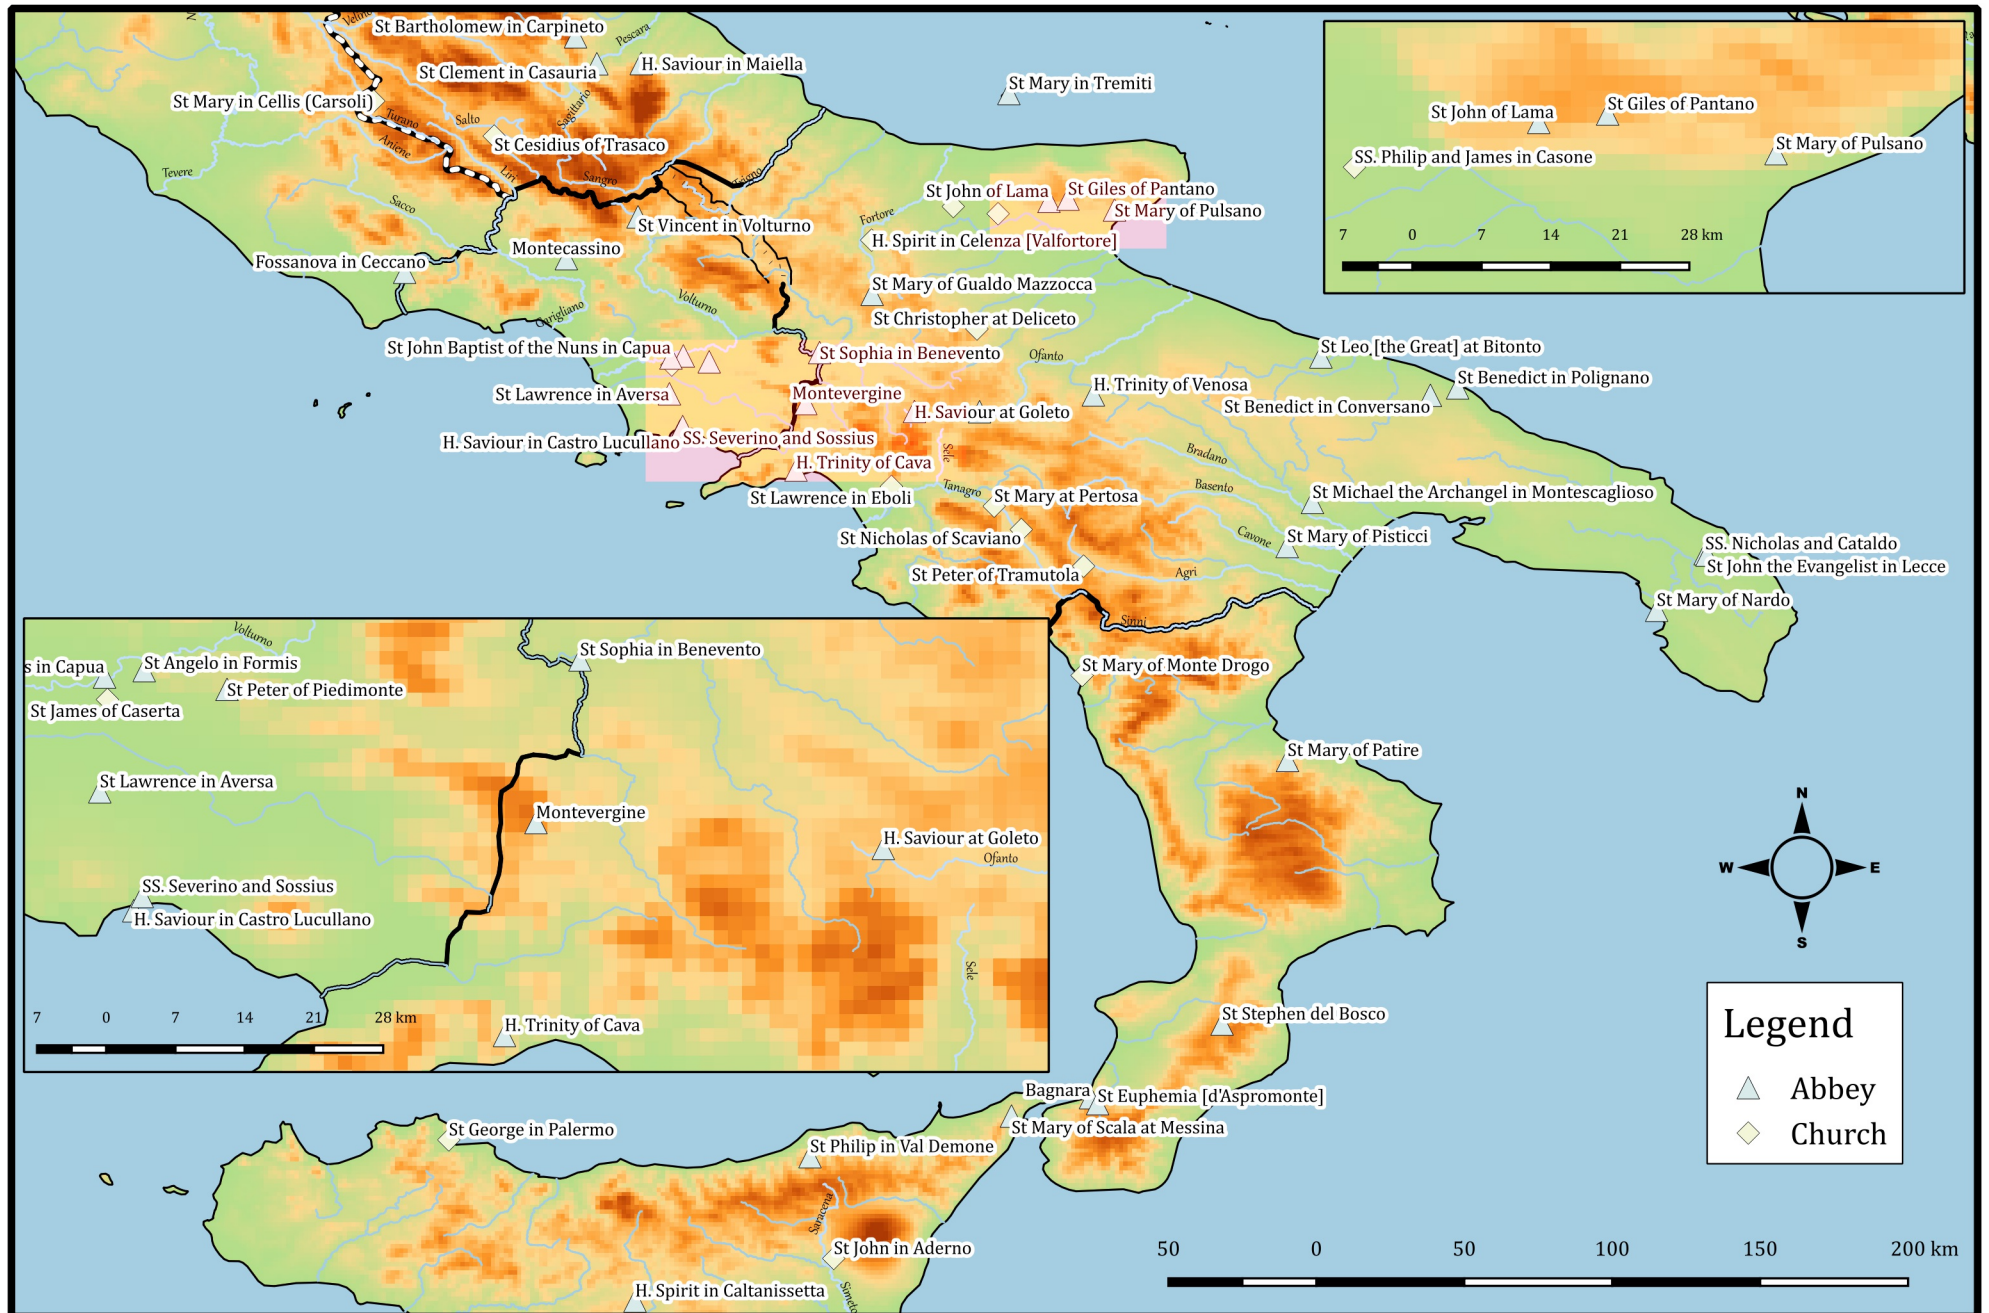 N
Velino
St Bartholomew in Carpineto
Pescara
St Clement in Casauria
H. Saviour in Maiella
St Mary in Tremiti
St Mary in Cellis (Carsoli)
Turano
Salto
Sagittario
Aniene
St Cesidius of Trasaco
Tevere
Liri
Sangro
Trigno
Sacco
St Vincent in Volturno
Fortore
St John of Lama
St Giles of Pantano
St Mary of Pulsano
H. Spirit in Celenza [Valfortore]
Montecassino
Fossanova in Ceccano
Garigliano
Volturno
St Mary of Gualdo Mazzocca
St Christopher at Deliceto
St John Baptist of the Nuns in Capua
St Sophia in Benevento
Ofanto
St Leo [the Great] at Bitonto
St Lawrence in Aversa
Montevergine
H. Trinity of Venosa
St Benedict in Polignano
St Benedict in Conversano
H. Saviour at Goleto
H. Saviour in Castro Lucullano
SS. Severino and Sossius
H. Trinity of Cava
Sele
Bradano
Basento
Tanagro
St Lawrence in Eboli
St Mary at Pertosa
St Michael the Archangel in Montescaglioso
St Nicholas of Scaviano
Cavone
St Mary of Pisticci
SS. Nicholas and Cataldo
St John the Evangelist in Lecce
St Peter of Tramutola
Agri
St Mary of Nardo
Sinni
St Mary of Monte Drogo
St Mary of Patire
St Stephen del Bosco
Bagnara
St Euphemia [d'Aspromonte]
St Mary of Scala at Messina
St George in Palermo
St Philip in Val Demone
Saracena
St John in Aderno
Simeto
H. Spirit in Caltanissetta
St John of Lama
St Giles of Pantano
SS. Philip and James in Casone
St Mary of Pulsano
7 0 7 14 21 28 km
Volturno
s in Capua
St Angelo in Formis
St Sophia in Benevento
St Peter of Piedimonte
St James of Caserta
St Lawrence in Aversa
Montevergine
H. Saviour at Goleto
Ofanto
SS. Severino and Sossius
H. Saviour in Castro Lucullano
Sele
7 0 7 14 21 28 km
H. Trinity of Cava
N
W E
S
Legend
Abbey
Church
50 0 50 100 150 200 km